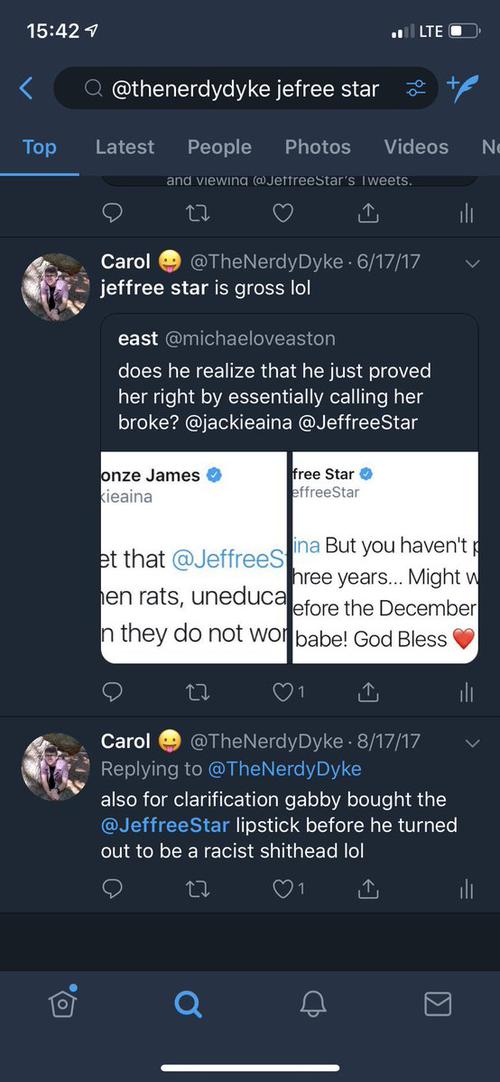 15:42
LTE
@thenerdydyke jefree star
Top Latest People Photos Videos
and viewing @JeffreeStar's Tweets.
Carol 😛 @TheNerdyDyke · 6/17/17
jeffree star is gross lol
east @michaeloveaston
does he realize that he just proved
her right by essentially calling her
broke? @jackieaina @JeffreeStar
onze James
kieaina
et that @JeffreeS
en rats, uneduca
n they do not wor
free Star
effreeStar
ina But you haven't p
hree years... Might w
efore the December
babe! God Bless ❤️
1
Carol 😛 @TheNerdyDyke · 8/17/17
Replying to @TheNerdyDyke
also for clarification gabby bought the
@JeffreeStar lipstick before he turned
out to be a racist shithead lol
1